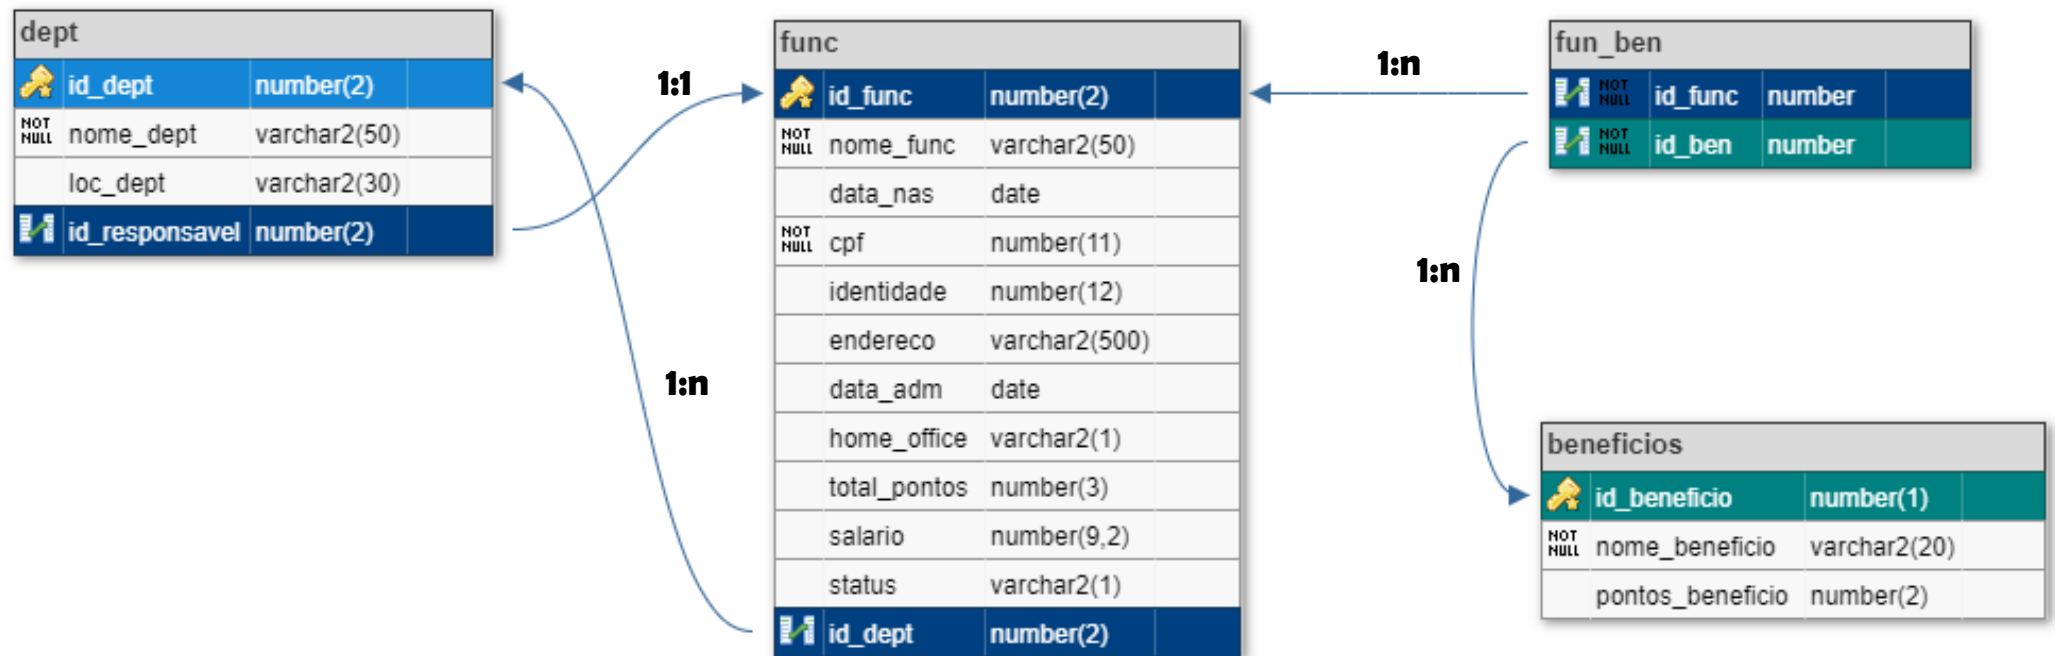 dept
id_dept number(2)
NOT NULL nome_dept varchar2(50)
loc_dept varchar2(30)
id_responsavel number(2)
1:1
1:n
func
id_func number(2)
NOT NULL nome_func varchar2(50)
data_nas date
NOT NULL cpf number(11)
identidade number(12)
endereco varchar2(500)
data_adm date
home_office varchar2(1)
total_pontos number(3)
salario number(9,2)
status varchar2(1)
id_dept number(2)
1:n
1:n
fun_ben
NOT NULL id_func number
NOT NULL id_ben number
beneficios
id_beneficio number(1)
NOT NULL nome_beneficio varchar2(20)
pontos_beneficio number(2)